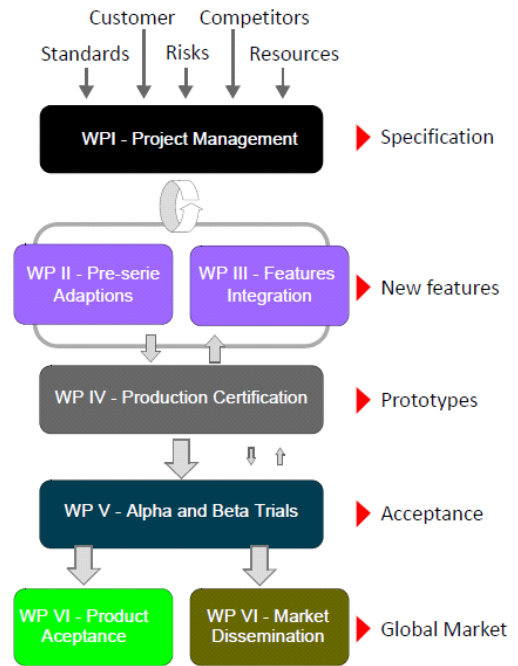 Customer Competitors
Standards Risks Resources
WPI - Project Management
Specification
WP II - Pre-serie
Adaptions
WP III - Features
Integration
New features
WP IV - Production Certification
Prototypes
WP V - Alpha and Beta Trials
Acceptance
WP VI - Product
Aceptance
WP VI - Market
Dissemination
Global Market